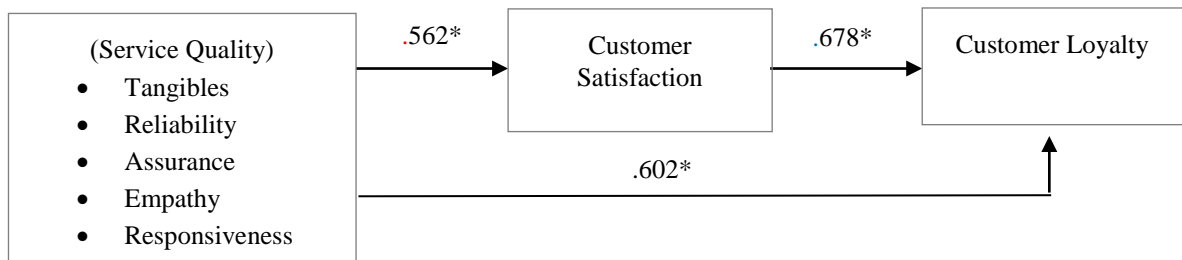 (Service Quality)
• Tangibles
• Reliability
• Assurance
• Empathy
• Responsiveness
.562*
Customer
Satisfaction
.678*
Customer Loyalty
.602*